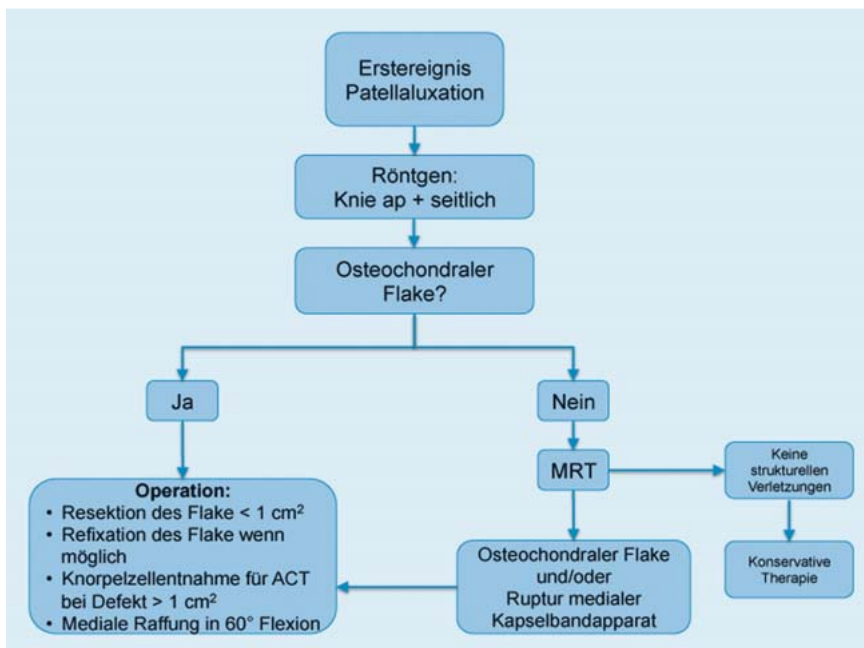 Erstereignis
Patellaluxation
Röntgen:
Knie ap + seitlich
Osteochondraler
Flake?
Ja
Nein
MRT
Keine
strukturellen
Verletzungen
Operation:
• Resektion des Flake < 1 cm²
• Refixation des Flake wenn
möglich
• Knorpelzellentnahme für ACT
bei Defekt > 1 cm²
• Mediale Raffung in 60° Flexion
Osteochondraler Flake
und/oder
Ruptur medialer
Kapselbandapparat
Konservative
Therapie